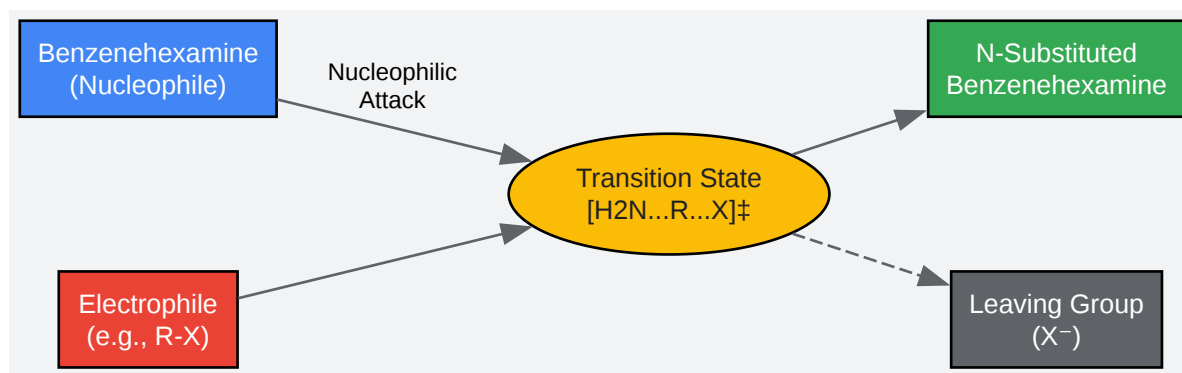 Benzenehexamine
(Nucleophile)
Nucleophilic
Attack
N-Substituted
Benzenehexamine
Transition State
[H2N...R...X]‡
Electrophile
(e.g., R-X)
Leaving Group
(X⁻)